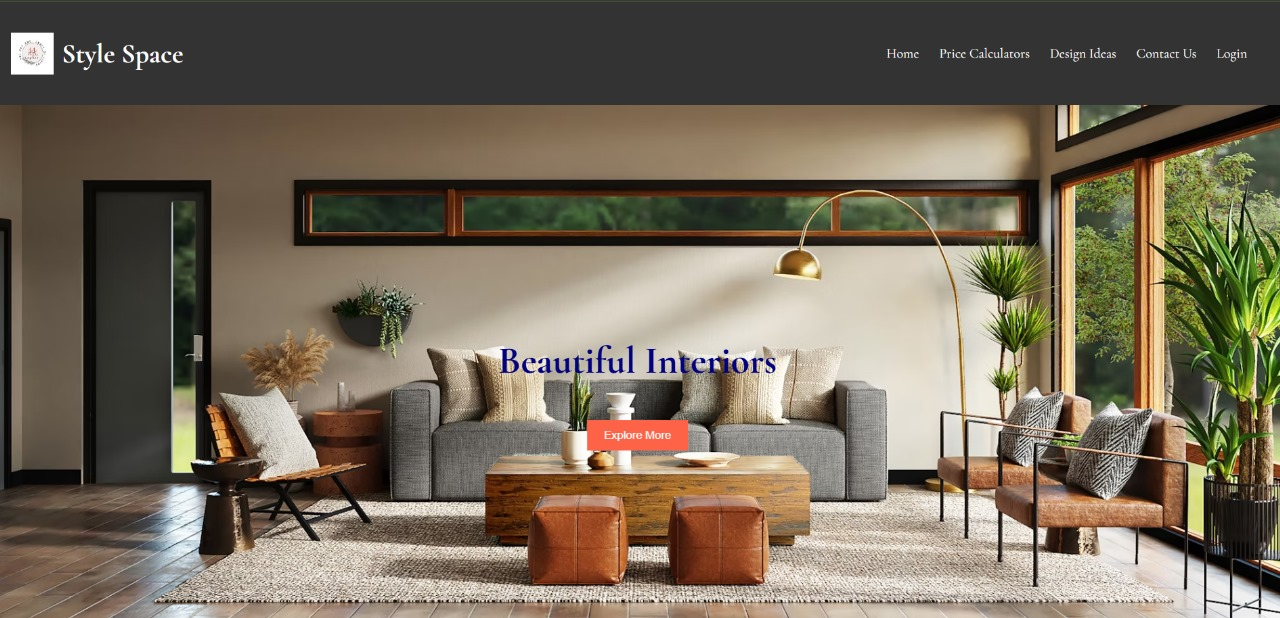 Style Space
Home
Price Calculators
Design Ideas
Contact Us
Login
Beautiful Interiors
Explore More